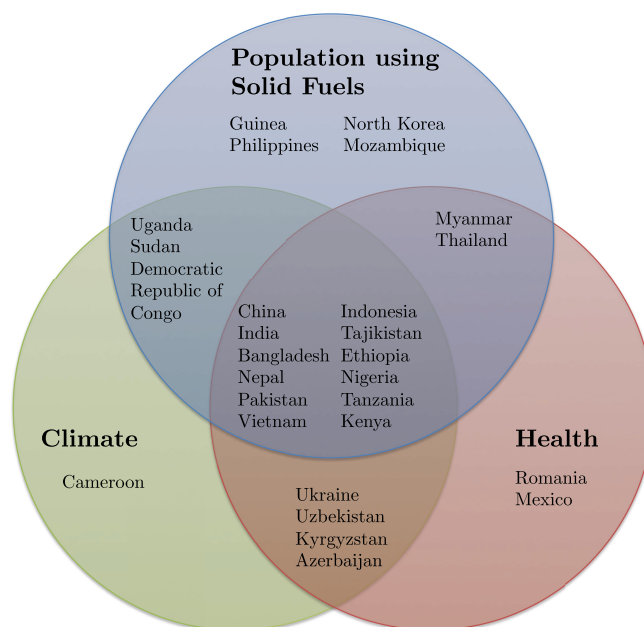 Population using
Solid Fuels
Guinea North Korea
Philippines Mozambique
Uganda
Sudan
Democratic
Republic of
Congo
Myanmar
Thailand
China Indonesia
India Tajikistan
Bangladesh Ethiopia
Nepal Nigeria
Pakistan Tanzania
Vietnam Kenya
Climate
Cameroon
Health
Romania
Mexico
Ukraine
Uzbekistan
Kyrgyzstan
Azerbaijan